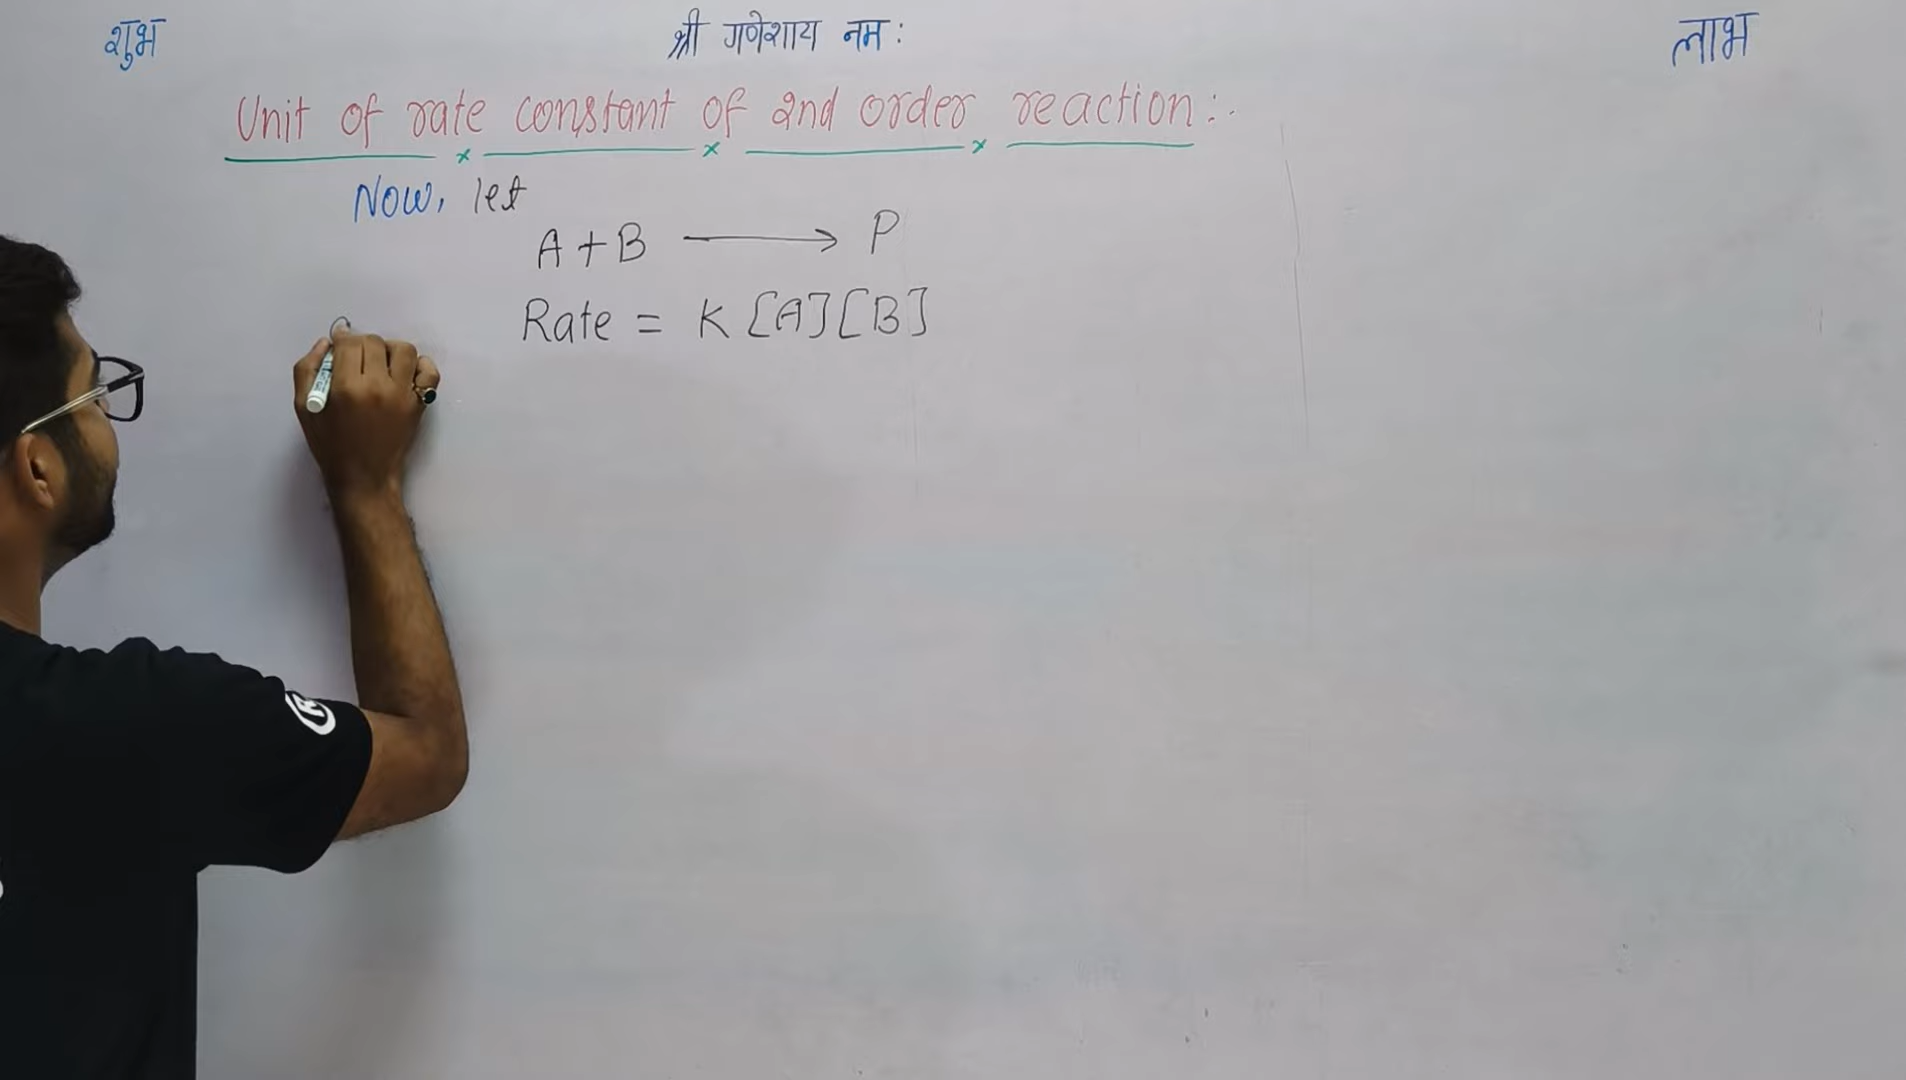 शुभ श्री गणेशाय नम: लाभ
Unit of rate constant of 2nd order reaction:-
Now, let
A + B ⟶ P
Rate = K [A][B]